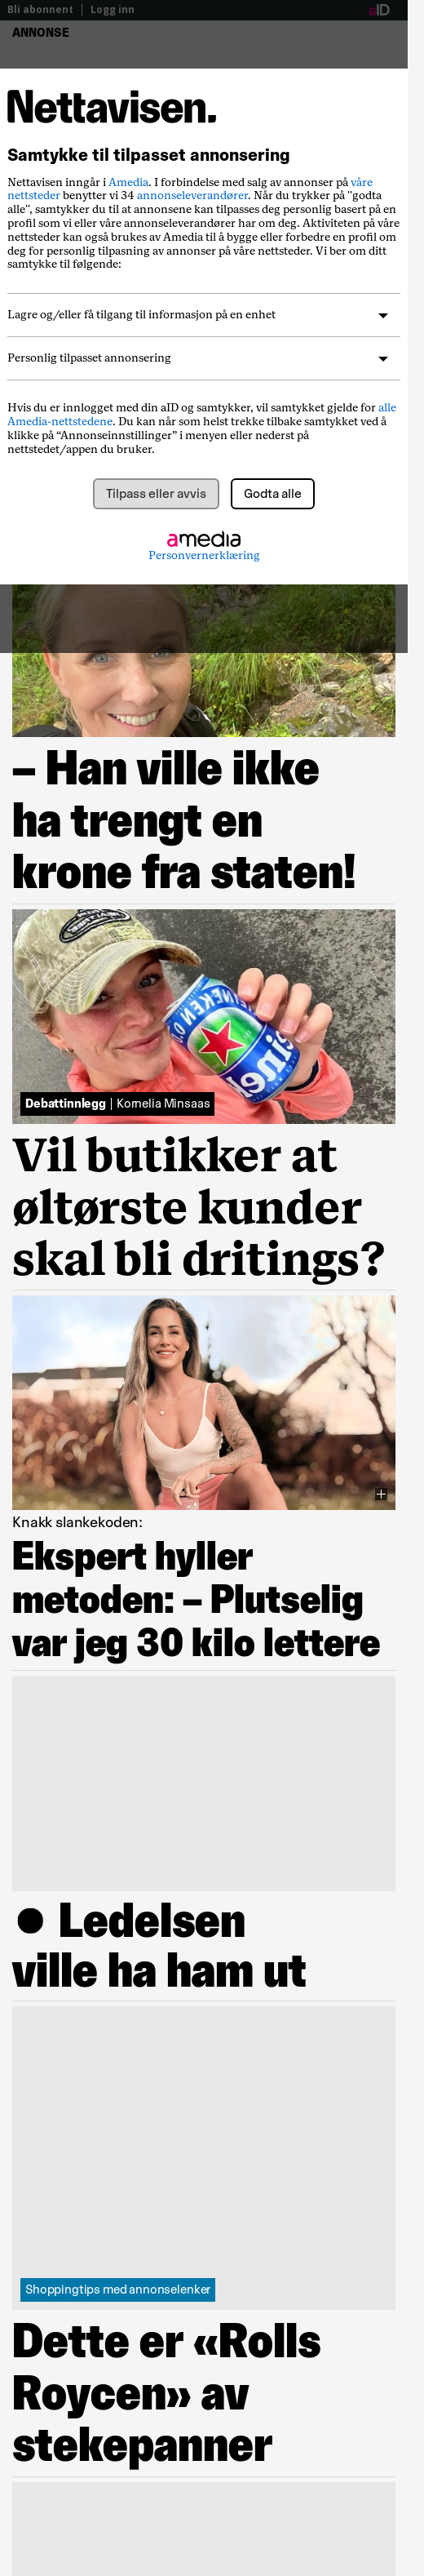 Bli abonnent | Logg inn
aID
ANNONSE
Nettavisen.
Samtykke til tilpasset annonsering
Nettavisen inngår i Amedia. I forbindelse med salg av annonser på våre
nettsteder benytter vi 34 annonseleverandører. Når du trykker på "godta
alle", samtykker du til at annonsene kan tilpasses deg personlig basert på en
profil som vi eller våre annonseleverandører har om deg. Aktiviteten på våre
nettsteder kan også brukes av Amedia til å bygge eller forbedre en profil om
deg for personlig tilpasning av annonser på våre nettsteder. Vi ber om ditt
samtykke til følgende:
Lagre og/eller få tilgang til informasjon på en enhet
Personlig tilpasset annonsering
Hvis du er innlogget med din aID og samtykker, vil samtykket gjelde for alle
Amedia-nettstedene. Du kan når som helst trekke tilbake samtykket ved å
klikke på “Annonseinnstillinger” i menyen eller nederst på
nettstedet/appen du bruker.
Tilpass eller avvis
Godta alle
amedia
Personvernerklæring
– Han ville ikke
ha trengt en
krone fra staten!
Debattinnlegg | Kornelia Minsaas
Vil butikker at
øltørste kunder
skal bli dritings?
Knakk slankekoden:
Ekspert hyller
metoden: – Plutselig
var jeg 30 kilo lettere
● Ledelsen
ville ha ham ut
Shoppingtips med annonselenker
Dette er «Rolls
Roycen» av
stekepanner